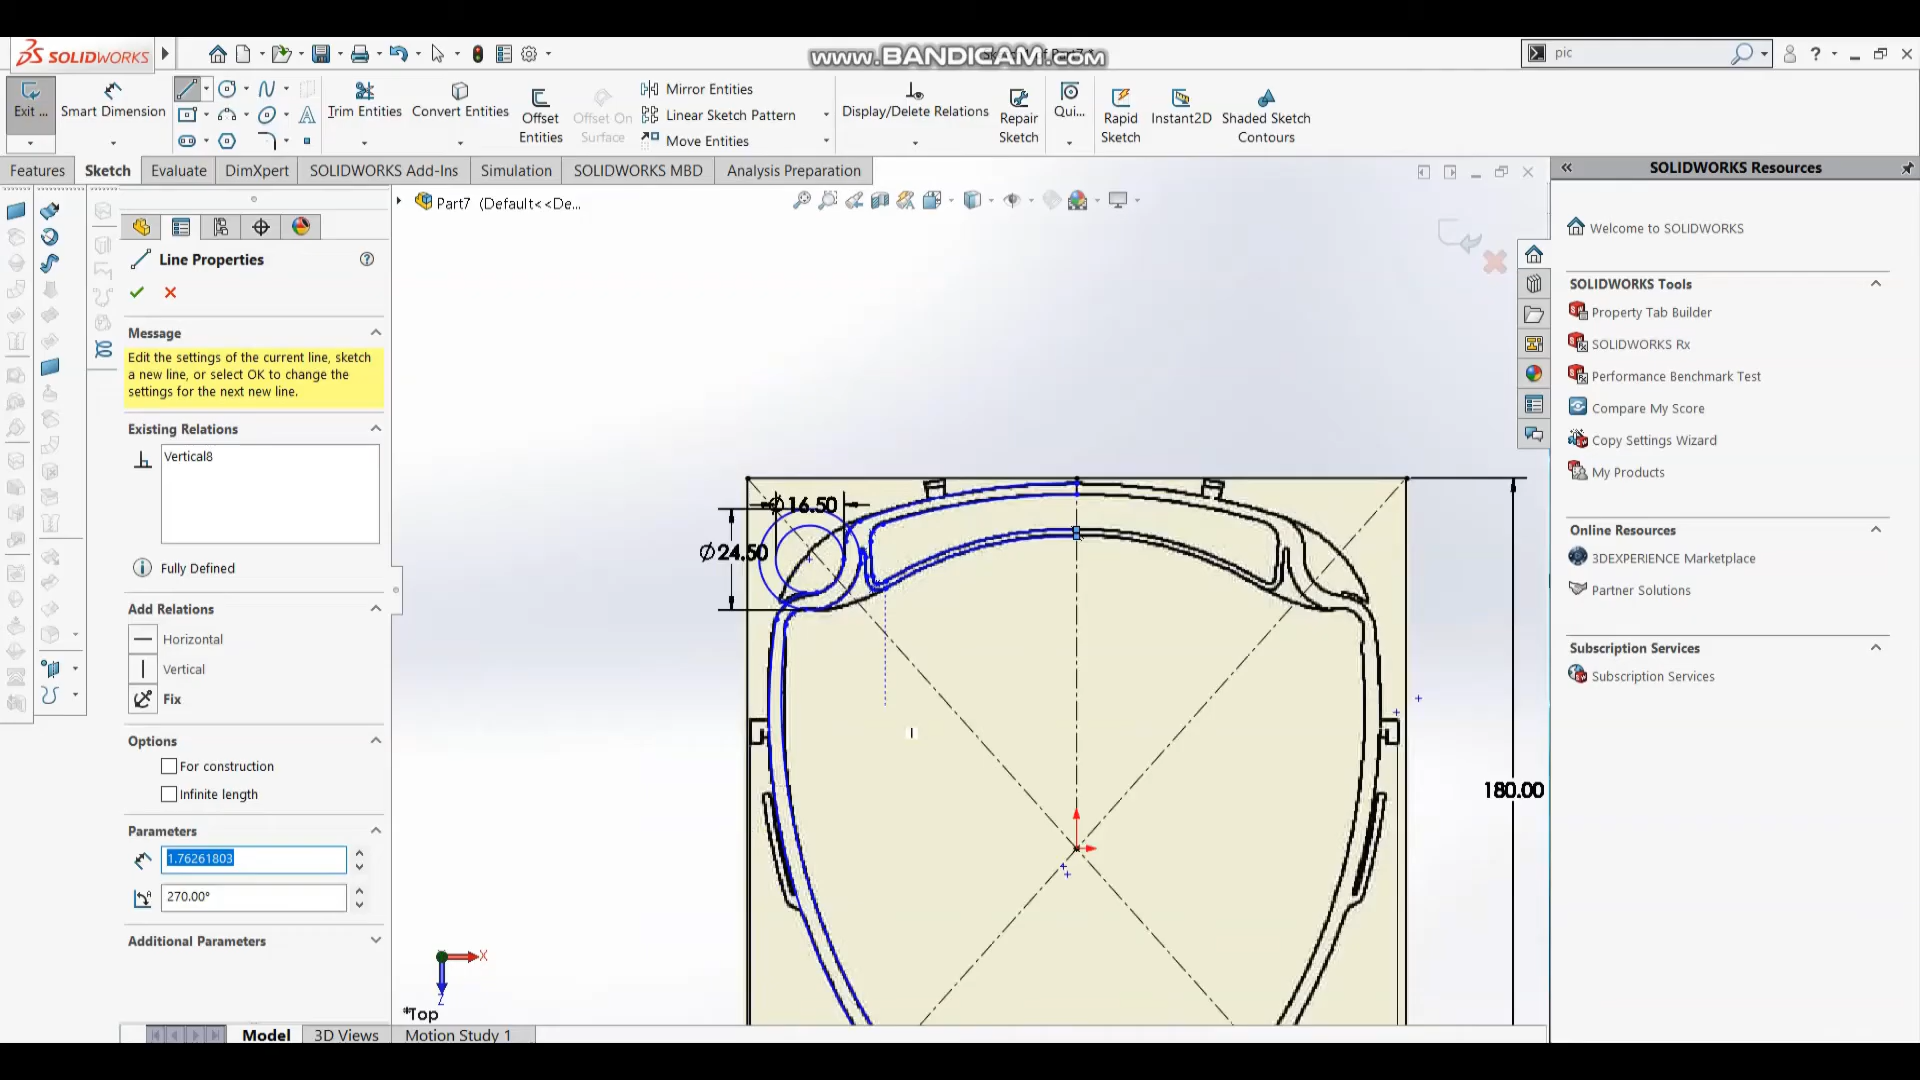 SOLIDWORKS
www.BANDICAM.com
pic
?
Exit ...
Smart Dimension
Trim Entities
Convert Entities
Offset Entities
Offset On Surface
Mirror Entities
Linear Sketch Pattern
Move Entities
Display/Delete Relations
Repair Sketch
Qui...
Rapid Sketch
Instant2D
Shaded Sketch Contours
Features
Sketch
Evaluate
DimXpert
SOLIDWORKS Add-Ins
Simulation
SOLIDWORKS MBD
Analysis Preparation
SOLIDWORKS Resources
Part7 (Default<<De...
Line Properties
Message
Edit the settings of the current line, sketch
a new line, or select OK to change the
settings for the next new line.
Existing Relations
Vertical8
Fully Defined
Add Relations
Horizontal
Vertical
Fix
Options
For construction
Infinite length
Parameters
1.76261803
270.00°
Additional Parameters
Ø16.50
Ø24.50
180.00
X
Z
*Top
Model
3D Views
Motion Study 1
Welcome to SOLIDWORKS
SOLIDWORKS Tools
Property Tab Builder
SOLIDWORKS Rx
Performance Benchmark Test
Compare My Score
Copy Settings Wizard
My Products
Online Resources
3DEXPERIENCE Marketplace
Partner Solutions
Subscription Services
Subscription Services